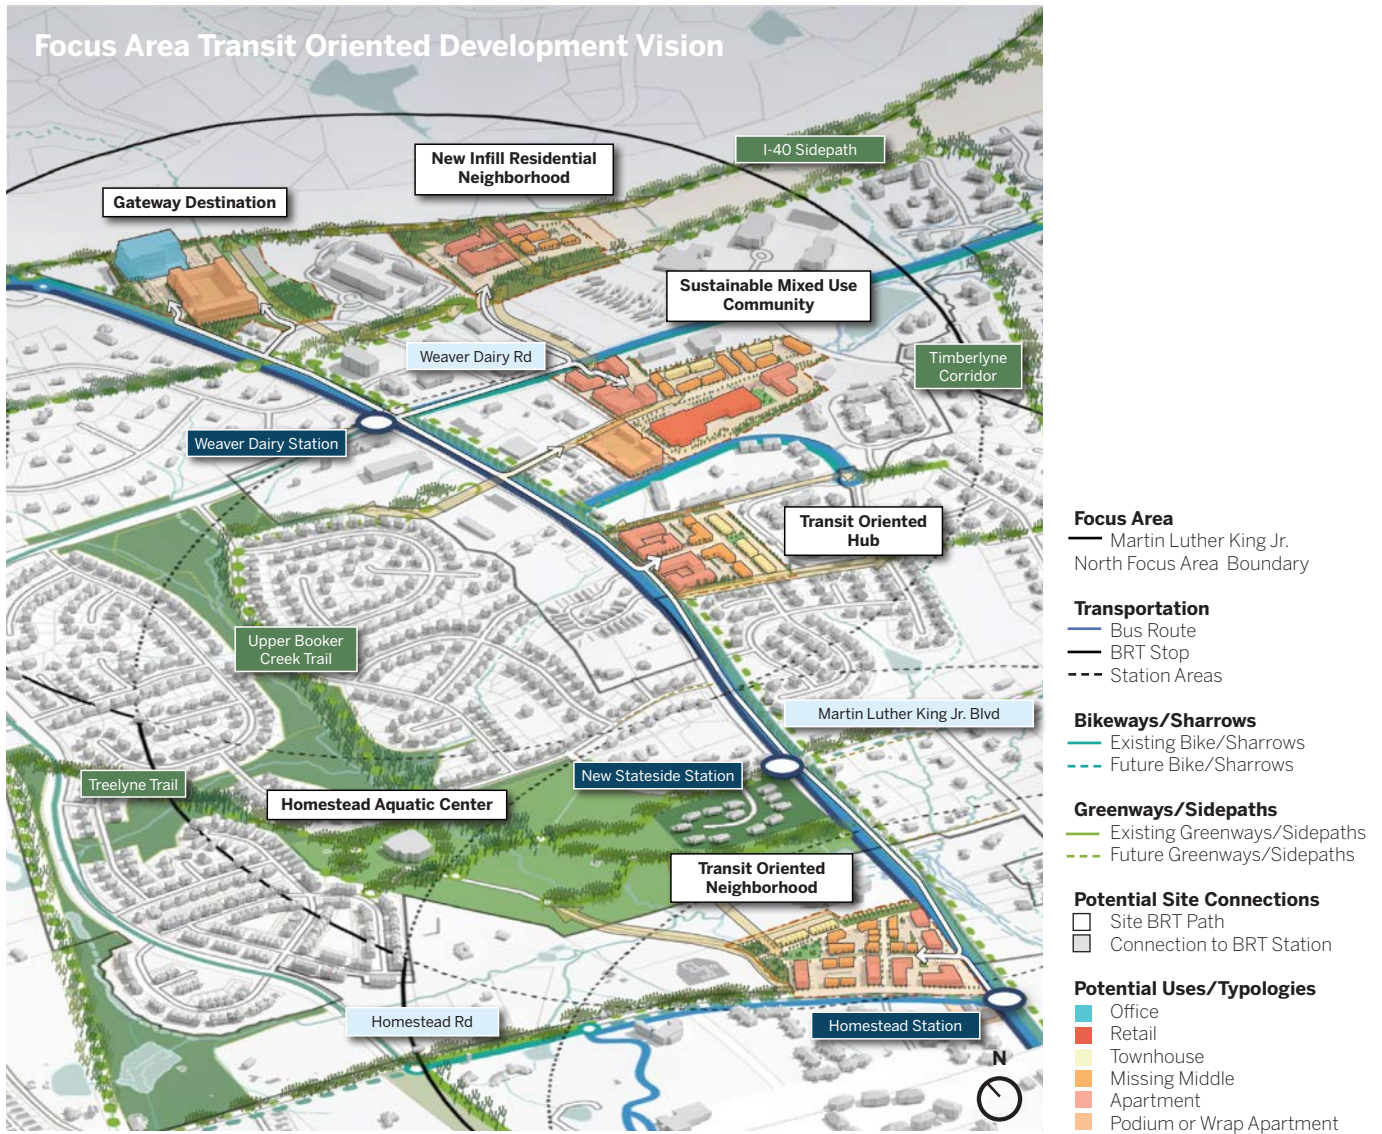 Focus Area Transit Oriented Development Vision
I-40 Sidepath
New Infill Residential
Neighborhood
Gateway Destination
Sustainable Mixed Use
Community
Weaver Dairy Rd
Timberlyne
Corridor
Weaver Dairy Station
Transit Oriented
Hub
Upper Booker
Creek Trail
Martin Luther King Jr. Blvd
New Stateside Station
Treelyne Trail
Homestead Aquatic Center
Transit Oriented
Neighborhood
Homestead Rd
Homestead Station
N
Focus Area
Martin Luther King Jr.
North Focus Area Boundary
Transportation
Bus Route
BRT Stop
Station Areas
Bikeways/Sharrows
Existing Bike/Sharrows
Future Bike/Sharrows
Greenways/Sidepaths
Existing Greenways/Sidepaths
Future Greenways/Sidepaths
Potential Site Connections
Site BRT Path
Connection to BRT Station
Potential Uses/Typologies
Office
Retail
Townhouse
Missing Middle
Apartment
Podium or Wrap Apartment